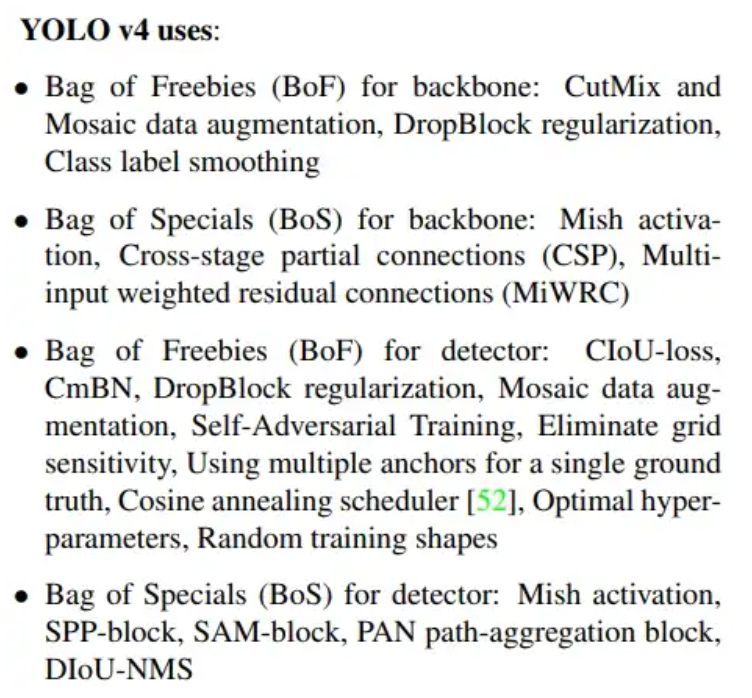 YOLO v4 uses:
• Bag of Freebies (BoF) for backbone: CutMix and
Mosaic data augmentation, DropBlock regularization,
Class label smoothing
• Bag of Specials (BoS) for backbone: Mish activa-
tion, Cross-stage partial connections (CSP), Multi-
input weighted residual connections (MiWRC)
• Bag of Freebies (BoF) for detector: CIoU-loss,
CmBN, DropBlock regularization, Mosaic data aug-
mentation, Self-Adversarial Training, Eliminate grid
sensitivity, Using multiple anchors for a single ground
truth, Cosine annealing scheduler [52], Optimal hyper-
parameters, Random training shapes
• Bag of Specials (BoS) for detector: Mish activation,
SPP-block, SAM-block, PAN path-aggregation block,
DIoU-NMS